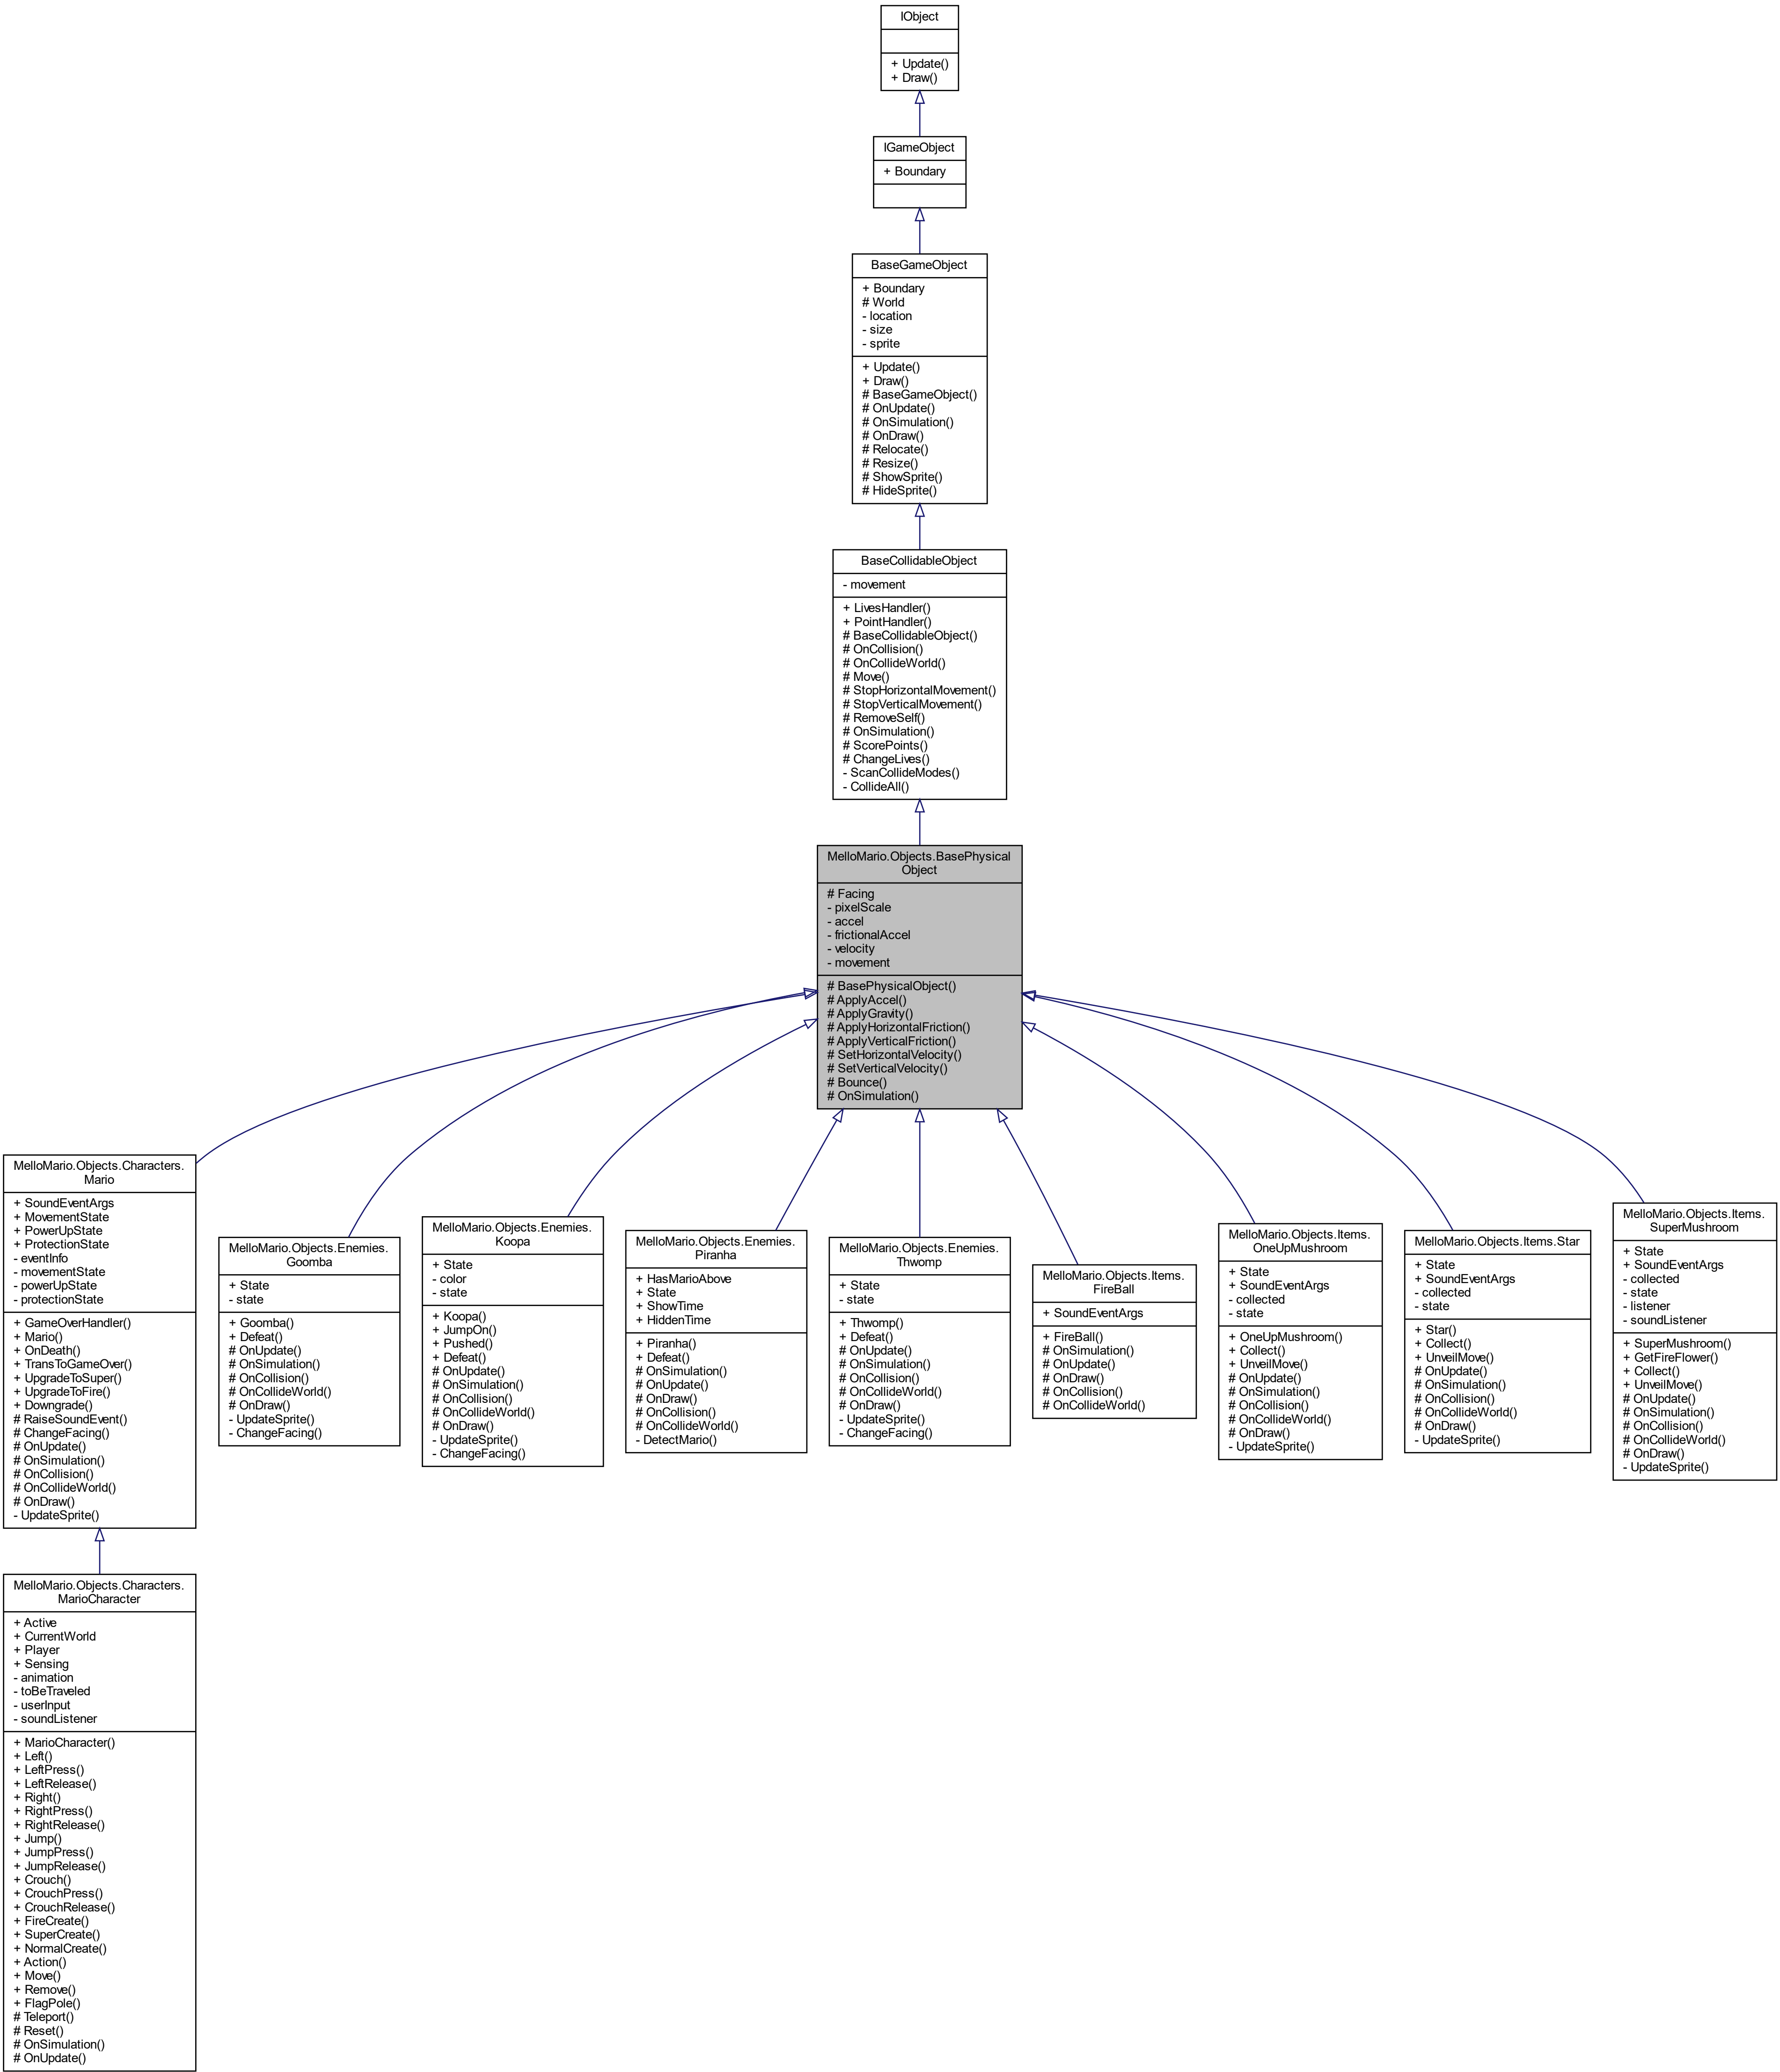 IObject
+ Update()
+ Draw()
IGameObject
+ Boundary
BaseGameObject
+ Boundary
# World
- location
- size
- sprite
+ Update()
+ Draw()
# BaseGameObject()
# OnUpdate()
# OnSimulation()
# OnDraw()
# Relocate()
# Resize()
# ShowSprite()
# HideSprite()
BaseCollidableObject
- movement
+ LivesHandler()
+ PointHandler()
# BaseCollidableObject()
# OnCollision()
# OnCollideWorld()
# Move()
# StopHorizontalMovement()
# StopVerticalMovement()
# RemoveSelf()
# OnSimulation()
# ScorePoints()
# ChangeLives()
- ScanCollideModes()
- CollideAll()
MelloMario.Objects.BasePhysical
Object
# Facing
- pixelScale
- accel
- frictionalAccel
- velocity
- movement
# BasePhysicalObject()
# ApplyAccel()
# ApplyGravity()
# ApplyHorizontalFriction()
# ApplyVerticalFriction()
# SetHorizontalVelocity()
# SetVerticalVelocity()
# Bounce()
# OnSimulation()
MelloMario.Objects.Characters.
Mario
+ SoundEventArgs
+ MovementState
+ PowerUpState
+ ProtectionState
- eventInfo
- movementState
- powerUpState
- protectionState
+ GameOverHandler()
+ Mario()
+ OnDeath()
+ TransToGameOver()
+ UpgradeToSuper()
+ UpgradeToFire()
+ Downgrade()
# RaiseSoundEvent()
# ChangeFacing()
# OnUpdate()
# OnSimulation()
# OnCollision()
# OnCollideWorld()
# OnDraw()
- UpdateSprite()
MelloMario.Objects.Enemies.
Goomba
+ State
- state
+ Goomba()
+ Defeat()
# OnUpdate()
# OnSimulation()
# OnCollision()
# OnCollideWorld()
# OnDraw()
- UpdateSprite()
- ChangeFacing()
MelloMario.Objects.Enemies.
Koopa
+ State
- color
- state
+ Koopa()
+ JumpOn()
+ Pushed()
+ Defeat()
# OnUpdate()
# OnSimulation()
# OnCollision()
# OnCollideWorld()
# OnDraw()
- UpdateSprite()
- ChangeFacing()
MelloMario.Objects.Enemies.
Piranha
+ HasMarioAbove
+ State
+ ShowTime
+ HiddenTime
+ Piranha()
+ Defeat()
# OnSimulation()
# OnUpdate()
# OnDraw()
# OnCollision()
# OnCollideWorld()
- DetectMario()
MelloMario.Objects.Enemies.
Thwomp
+ State
- state
+ Thwomp()
+ Defeat()
# OnUpdate()
# OnSimulation()
# OnCollision()
# OnCollideWorld()
# OnDraw()
- UpdateSprite()
- ChangeFacing()
MelloMario.Objects.Items.
FireBall
+ SoundEventArgs
+ FireBall()
# OnSimulation()
# OnUpdate()
# OnDraw()
# OnCollision()
# OnCollideWorld()
MelloMario.Objects.Items.
OneUpMushroom
+ State
+ SoundEventArgs
- collected
- state
+ OneUpMushroom()
+ Collect()
+ UnveilMove()
# OnUpdate()
# OnSimulation()
# OnCollision()
# OnCollideWorld()
# OnDraw()
- UpdateSprite()
MelloMario.Objects.Items.Star
+ State
+ SoundEventArgs
- collected
- state
+ Star()
+ Collect()
+ UnveilMove()
# OnUpdate()
# OnSimulation()
# OnCollision()
# OnCollideWorld()
# OnDraw()
- UpdateSprite()
MelloMario.Objects.Items.
SuperMushroom
+ State
+ SoundEventArgs
- collected
- state
- listener
- soundListener
+ SuperMushroom()
+ GetFireFlower()
+ Collect()
+ UnveilMove()
# OnUpdate()
# OnSimulation()
# OnCollision()
# OnCollideWorld()
# OnDraw()
- UpdateSprite()
MelloMario.Objects.Characters.
MarioCharacter
+ Active
+ CurrentWorld
+ Player
+ Sensing
- animation
- toBeTraveled
- userInput
- soundListener
+ MarioCharacter()
+ Left()
+ LeftPress()
+ LeftRelease()
+ Right()
+ RightPress()
+ RightRelease()
+ Jump()
+ JumpPress()
+ JumpRelease()
+ Crouch()
+ CrouchPress()
+ CrouchRelease()
+ FireCreate()
+ SuperCreate()
+ NormalCreate()
+ Action()
+ Move()
+ Remove()
+ FlagPole()
# Teleport()
# Reset()
# OnSimulation()
# OnUpdate()